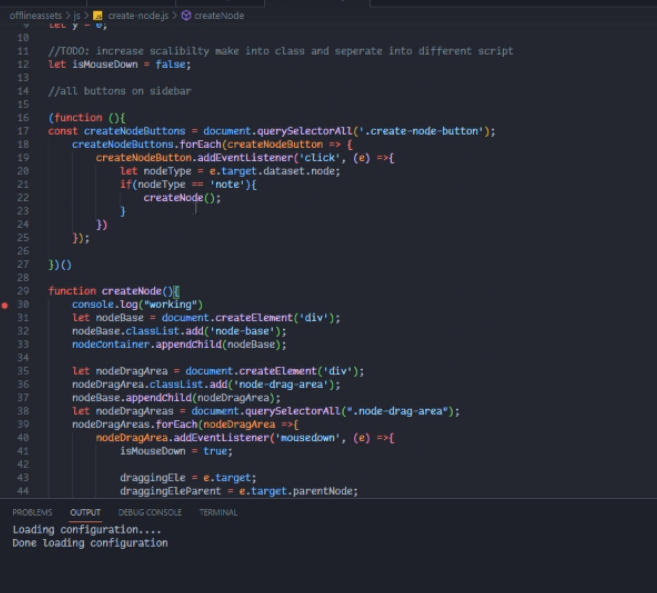 offlineassets > js > create-node.js > createNode
9 let y = 0;
10
11 //TODO: increase scalibilty make into class and seperate into different script
12 let isMouseDown = false;
13
14 //all buttons on sidebar
15
16 (function (){
17 const createNodeButtons = document.querySelectorAll('.create-node-button');
18 createNodeButtons.forEach(createNodeButton => {
19 createNodeButton.addEventListener('click', (e) =>{
20 let nodeType = e.target.dataset.node;
21 if(nodeType == 'note'){
22 createNode();
23 }
24 })
25 });
26
27 })()
28
29 function createNode(){
30 console.log("working")
31 let nodeBase = document.createElement('div');
32 nodeBase.classList.add('node-base');
33 nodeContainer.appendChild(nodeBase);
34
35 let nodeDragArea = document.createElement('div');
36 nodeDragArea.classList.add('node-drag-area');
37 nodeBase.appendChild(nodeDragArea);
38 let nodeDragAreas = document.querySelectorAll(".node-drag-area");
39 nodeDragAreas.forEach(nodeDragArea =>{
40 nodeDragArea.addEventListener('mousedown', (e) =>{
41 isMouseDown = true;
42
43 draggingEle = e.target;
44 draggingEleParent = e.target.parentNode;
PROBLEMS OUTPUT DEBUG CONSOLE TERMINAL
Loading configuration....
Done loading configuration